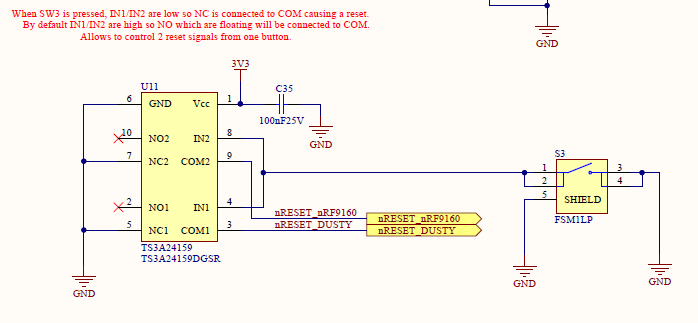 When SW3 is pressed, IN1/IN2 are low so NC is connected to COM causing a reset.
By default IN1/IN2 are high so NO which are floating will be connected to COM.
Allows to control 2 reset signals from one button.
GND
3V3
U11
C35
6 GND Vcc 1
100nF25V
GND
10 NO2 IN2 8
7 NC2 COM2 9
S3
1 3
2 4
5 SHIELD
FSM1LP
2 NO1 IN1 4
nRESET_nRF9160 nRESET_nRF9160
5 NC1 COM1 3
nRESET_DUSTY nRESET_DUSTY
TS3A24159
TS3A24159DGSR
GND
GND
GND